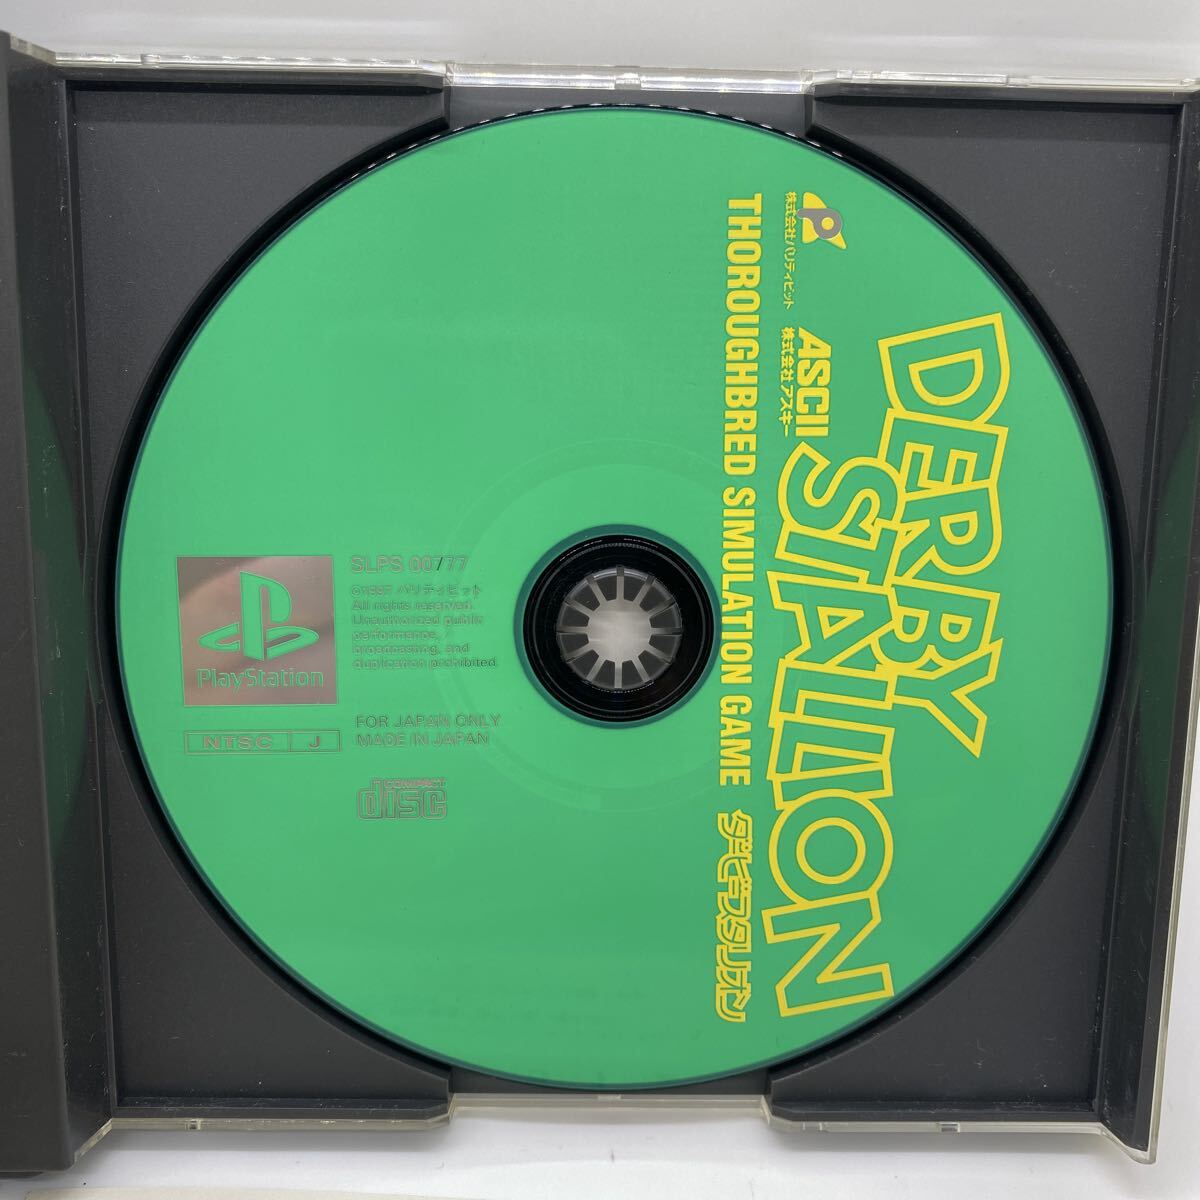 DERBY
STALLION
株式会社パリティビット
ASCII
株式会社アスキー
THOROUGHBRED SIMULATION GAME
ダービースタリオン
PlayStation
NTSC J
SLPS 00777
©1997 パリティビット
All rights reserved.
Unauthorized public
performance,
broadcasting, and
duplication prohibited.
FOR JAPAN ONLY
MADE IN JAPAN
COMPACT
disc